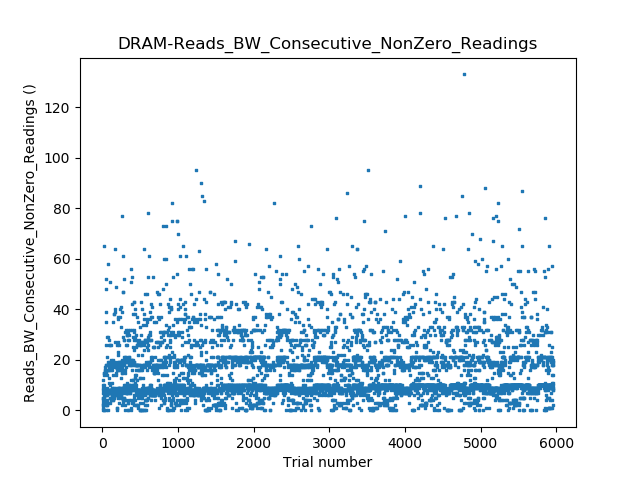 DRAM-Reads_BW_Consecutive_NonZero_Readings
Reads_BW_Consecutive_NonZero_Readings ()
120
100
80
60
40
20
0
0 1000 2000 3000 4000 5000 6000
Trial number